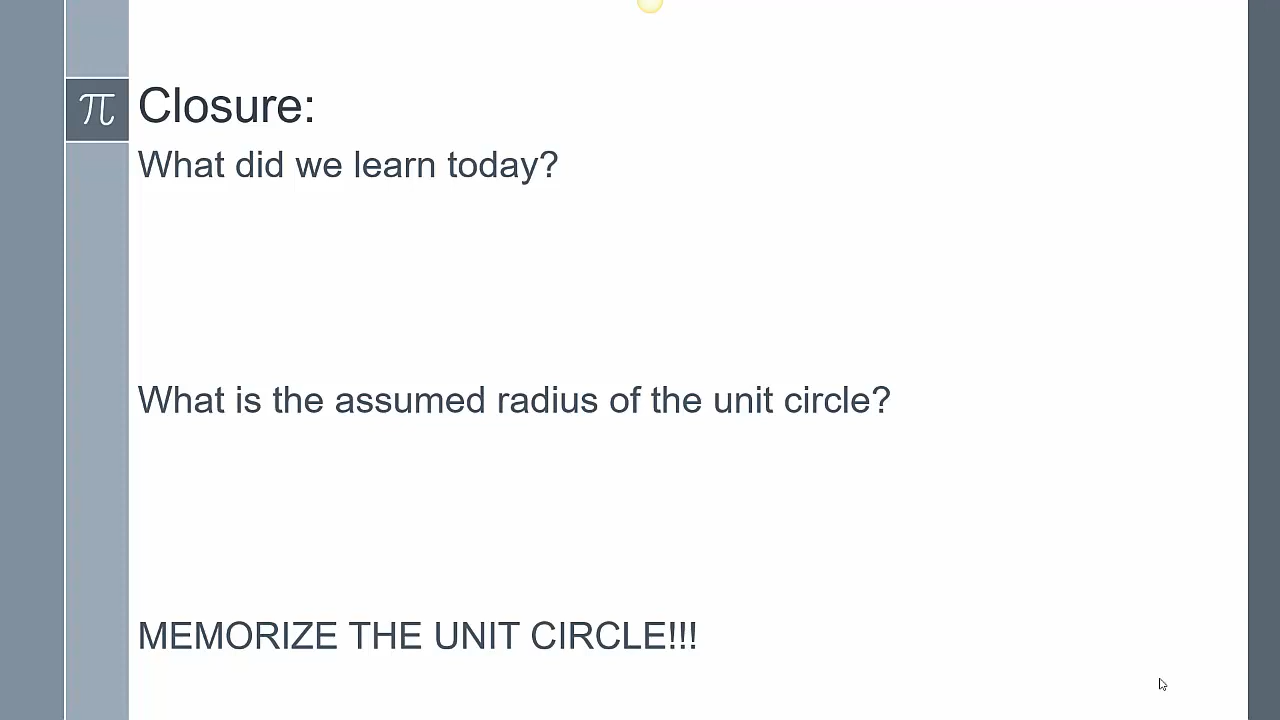 π
Closure:
What did we learn today?
What is the assumed radius of the unit circle?
MEMORIZE THE UNIT CIRCLE!!!